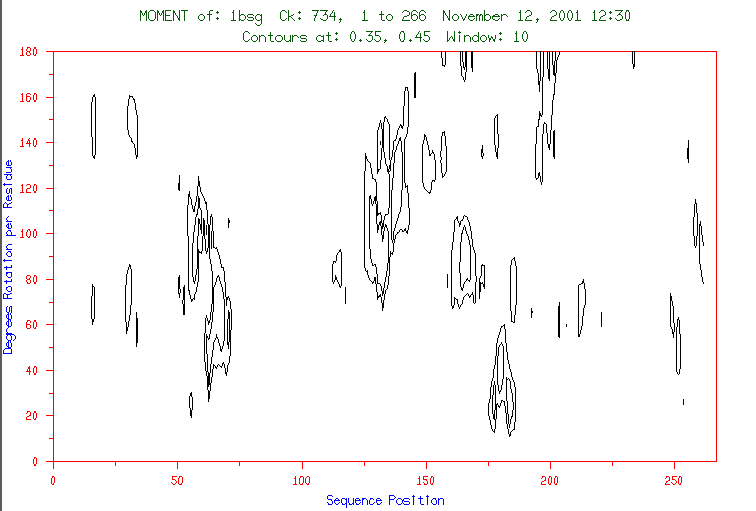 MOMENT of: 1bsg Ck: 734, 1 to 266 November 12, 2001 12:30
Contours at: 0.35, 0.45 Window: 10
180
160
140
120
100
80
60
40
20
0
Degrees Rotation per Residue
0 50 100 150 200 250
Sequence Position